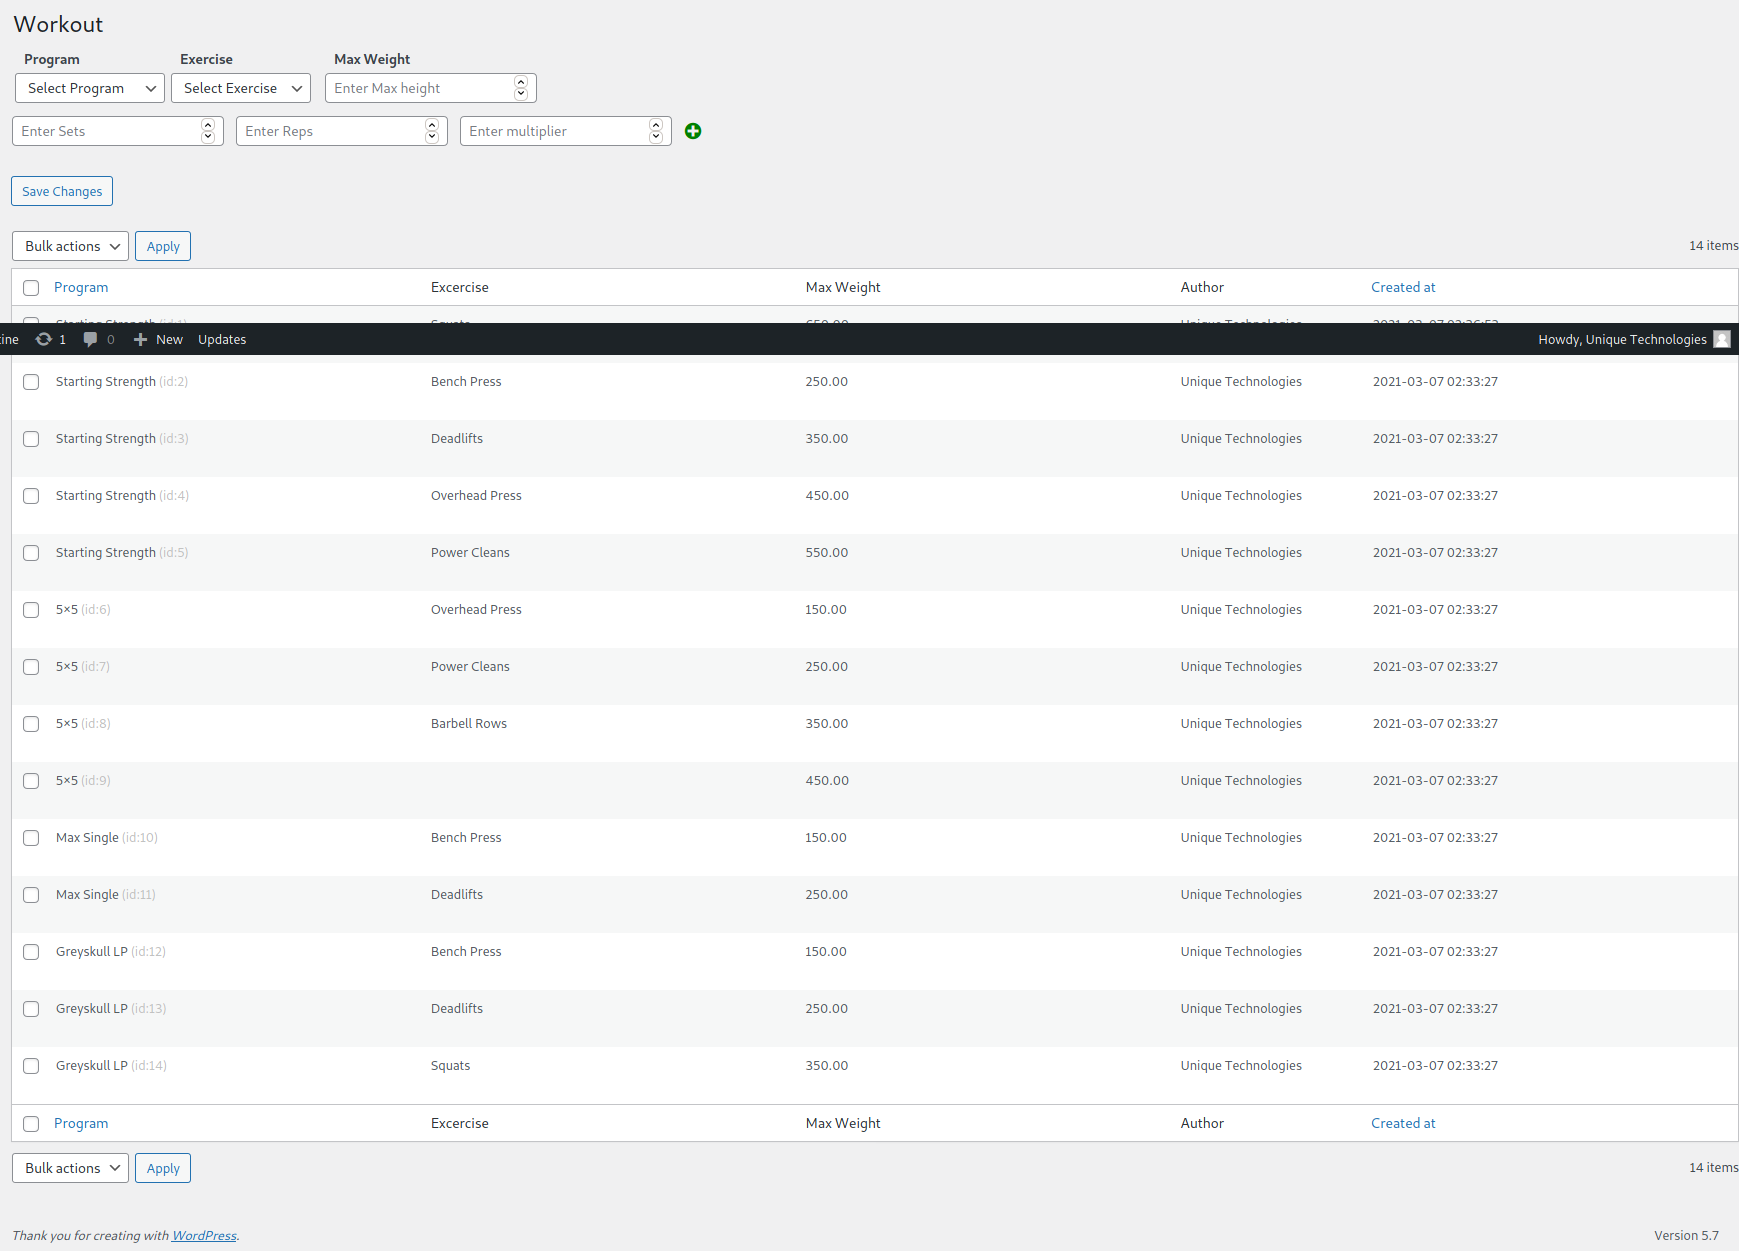 Workout
Program Exercise Max Weight
Select Program Select Exercise Enter Max height
Enter Sets Enter Reps Enter multiplier
Save Changes
Bulk actions Apply 14 items
Program Excercise Max Weight Author Created at
Starting Strength (id:1) Squats 650.00 Unique Technologies
ine 1 0 New Updates Howdy, Unique Technologies
Starting Strength (id:2) Bench Press 250.00 Unique Technologies 2021-03-07 02:33:27
Starting Strength (id:3) Deadlifts 350.00 Unique Technologies 2021-03-07 02:33:27
Starting Strength (id:4) Overhead Press 450.00 Unique Technologies 2021-03-07 02:33:27
Starting Strength (id:5) Power Cleans 550.00 Unique Technologies 2021-03-07 02:33:27
5×5 (id:6) Overhead Press 150.00 Unique Technologies 2021-03-07 02:33:27
5×5 (id:7) Power Cleans 250.00 Unique Technologies 2021-03-07 02:33:27
5×5 (id:8) Barbell Rows 350.00 Unique Technologies 2021-03-07 02:33:27
5×5 (id:9) 450.00 Unique Technologies 2021-03-07 02:33:27
Max Single (id:10) Bench Press 150.00 Unique Technologies 2021-03-07 02:33:27
Max Single (id:11) Deadlifts 250.00 Unique Technologies 2021-03-07 02:33:27
Greyskull LP (id:12) Bench Press 150.00 Unique Technologies 2021-03-07 02:33:27
Greyskull LP (id:13) Deadlifts 250.00 Unique Technologies 2021-03-07 02:33:27
Greyskull LP (id:14) Squats 350.00 Unique Technologies 2021-03-07 02:33:27
Program Excercise Max Weight Author Created at
Bulk actions Apply 14 items
Thank you for creating with WordPress. Version 5.7